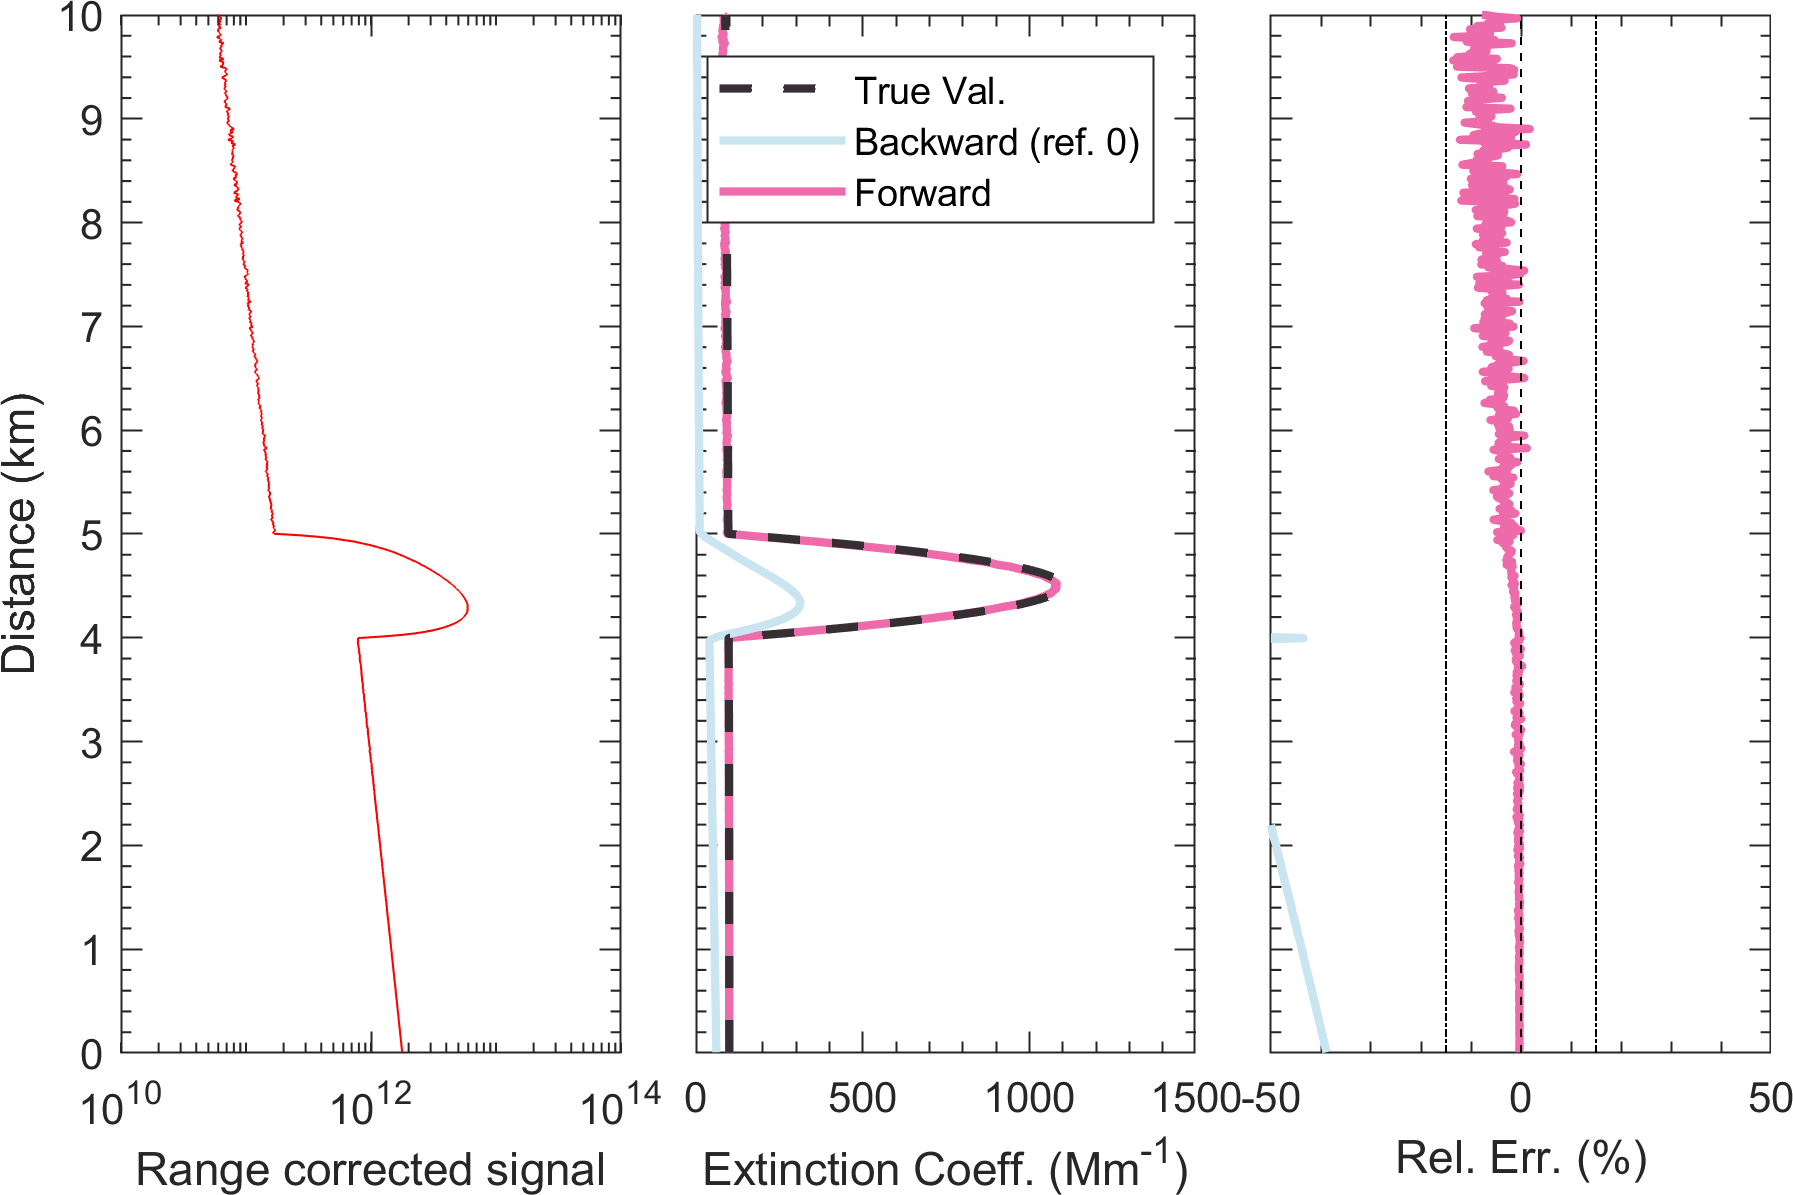 Distance (km)
10
9
8
7
6
5
4
3
2
1
0
10^10 10^12 10^14
Range corrected signal
True Val.
Backward (ref. 0)
Forward
0 500 1000 1500
Extinction Coeff. (Mm^-1)
-50 0 50
Rel. Err. (%)